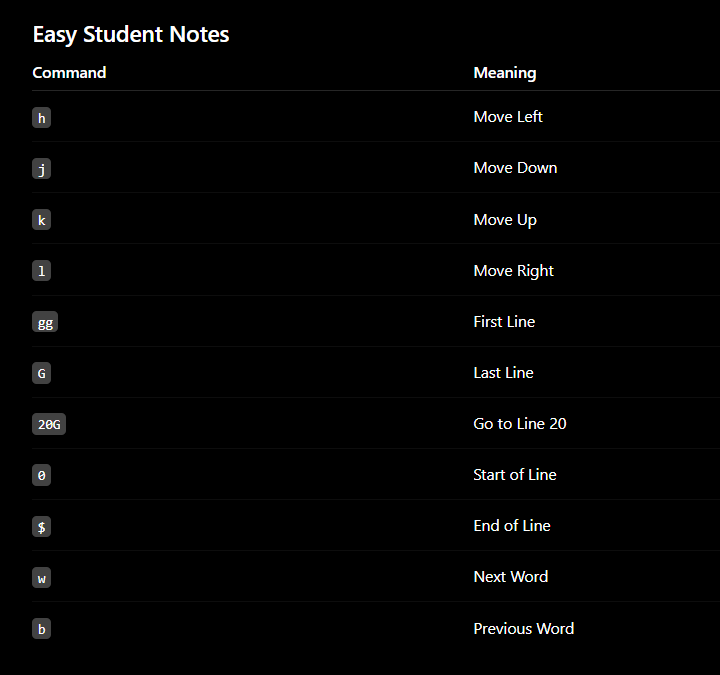 Easy Student Notes
Command Meaning
h Move Left
j Move Down
k Move Up
l Move Right
gg First Line
G Last Line
20G Go to Line 20
0 Start of Line
$ End of Line
w Next Word
b Previous Word